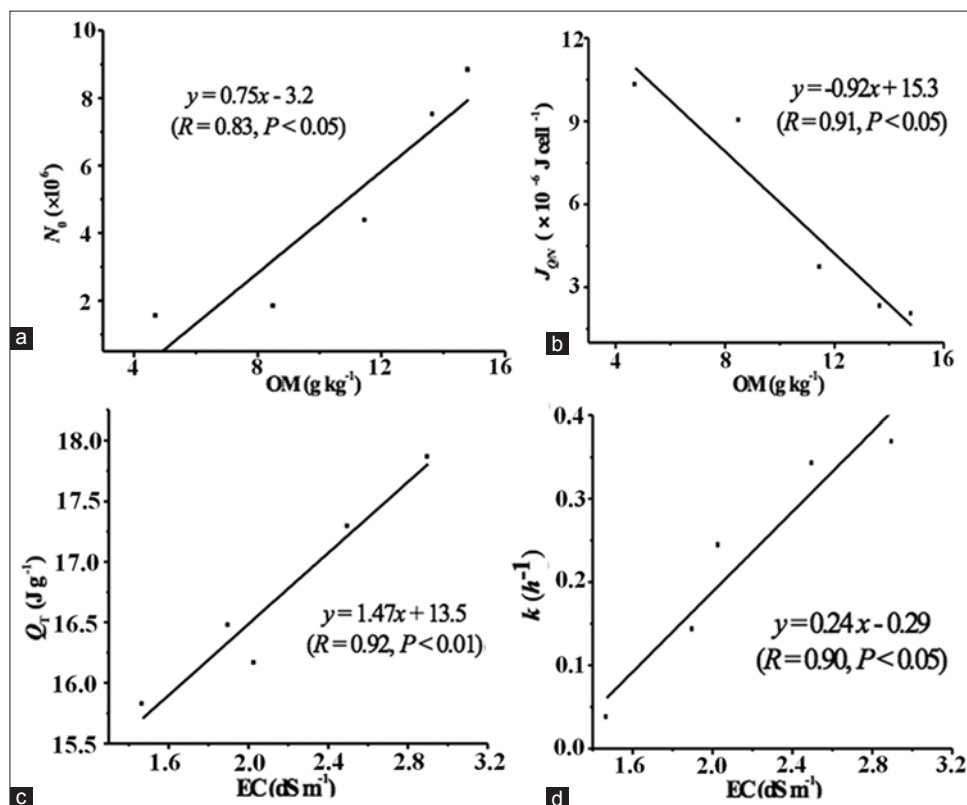 10
8
6
4
2
N₀ (×10⁶)
y = 0.75x - 3.2
(R = 0.83, P < 0.05)
4
8
12
16
OM (g kg⁻¹)
a
12
9
6
3
J_Q/N (× 10⁻⁶ J cell⁻¹)
y = -0.92x + 15.3
(R = 0.91, P < 0.05)
4
8
12
16
OM (g kg⁻¹)
b
18.0
17.5
17.0
16.5
16.0
15.5
Q_T (J g⁻¹)
y = 1.47x + 13.5
(R = 0.92, P < 0.01)
1.6
2.0
2.4
2.8
3.2
EC (dS m⁻¹)
c
0.4
0.3
0.2
0.1
0.0
k (h⁻¹)
y = 0.24 x - 0.29
(R = 0.90, P < 0.05)
1.6
2.0
2.4
2.8
3.2
EC (dS m⁻¹)
d